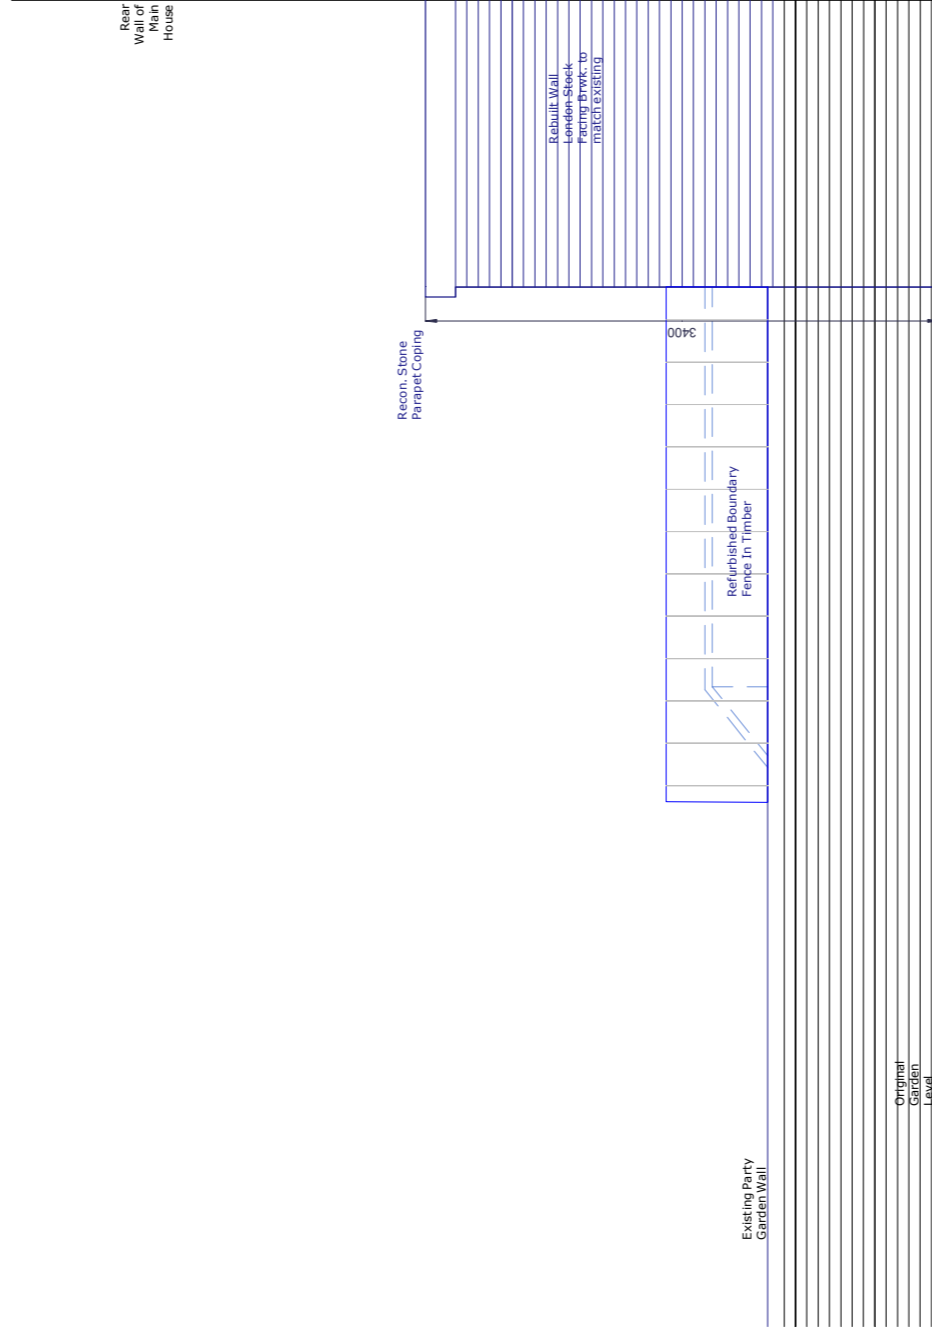 Rear
Wall of
Main
House
Rebuilt Wall
London Stock
Facing Brwk. to
match existing
Recon. Stone
Parapet Coping
3400
Refurbished Boundary
Fence In Timber
Existing Party
Garden Wall
Original
Garden
Level